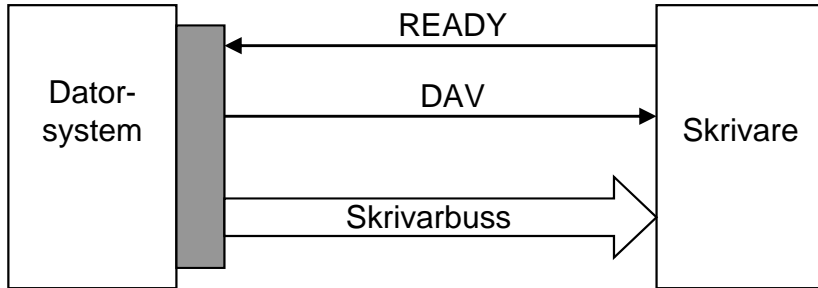 READY
Dator-
system
DAV
Skrivare
Skrivarbuss